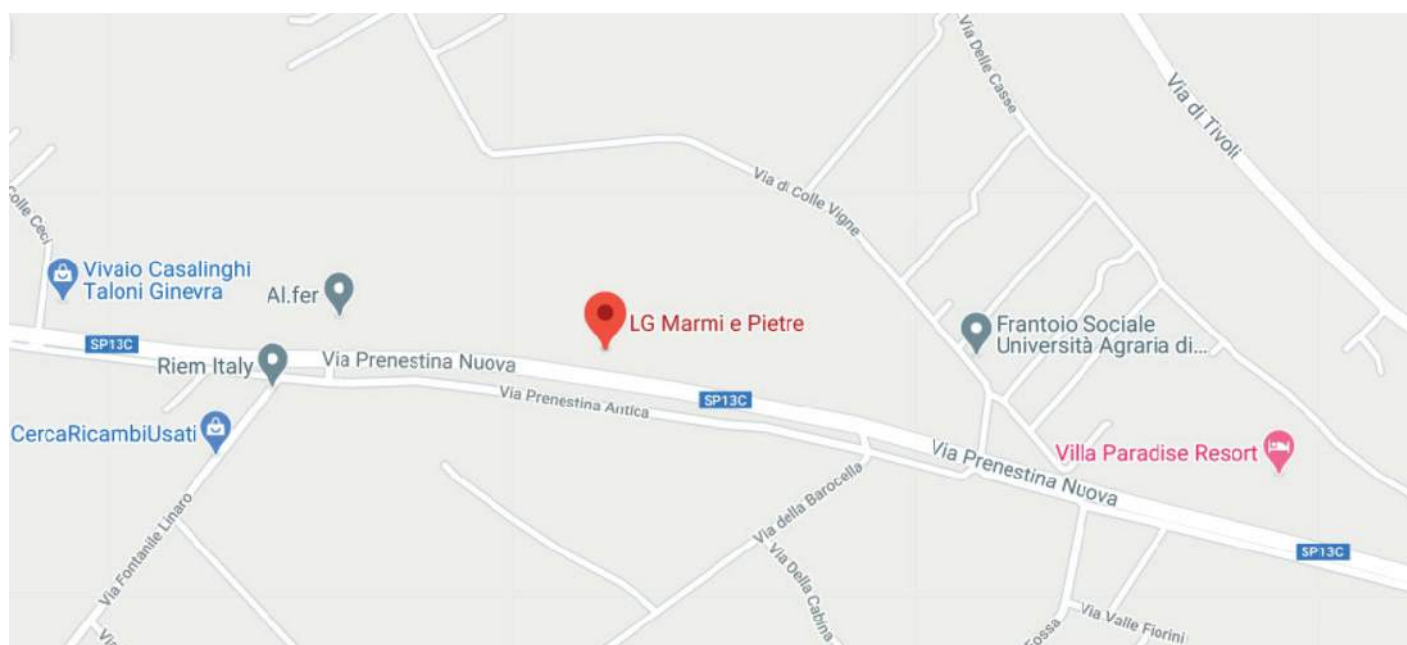 Via Delle Casse
Via di Tivoli
Via di Colle Vigne
Colle Ceci
Vivaio Casalinghi
Taloni Ginevra
Al.fer
LG Marmi e Pietre
Frantoio Sociale
Università Agraria di...
SP13C
Riem Italy
Via Prenestina Nuova
Via Prenestina Antica
SP13C
CercaRicambiUsati
Via Prenestina Nuova
Villa Paradise Resort
Via della Barocella
Via Fontanile Linaro
SP13C
Via Della Cabina
Via Valle Fiorini
Fossa
Via